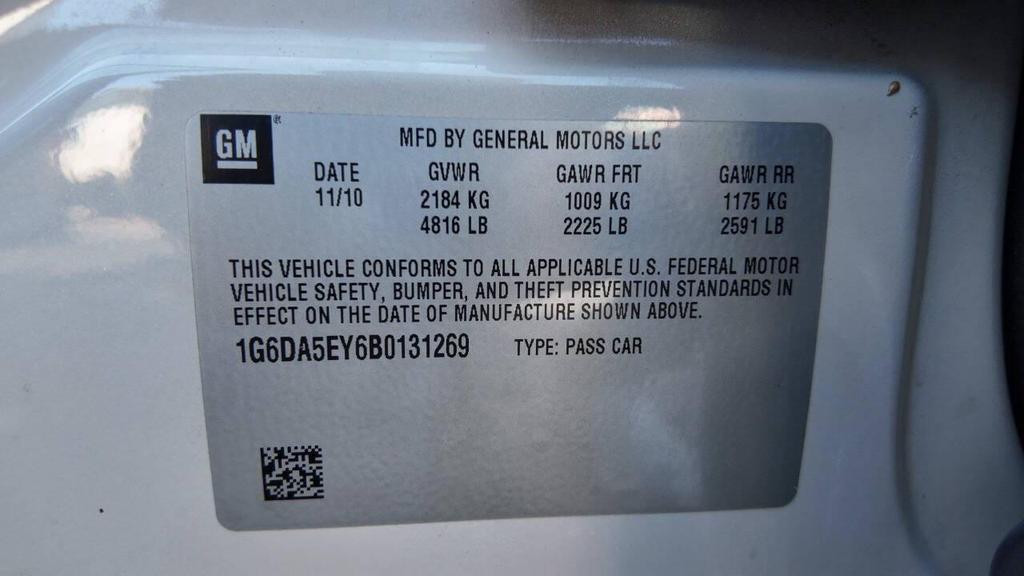 GM ® MFD BY GENERAL MOTORS LLC
DATE GVWR GAWR FRT GAWR RR
11/10 2184 KG 1009 KG 1175 KG
4816 LB 2225 LB 2591 LB
THIS VEHICLE CONFORMS TO ALL APPLICABLE U.S. FEDERAL MOTOR
VEHICLE SAFETY, BUMPER, AND THEFT PREVENTION STANDARDS IN
EFFECT ON THE DATE OF MANUFACTURE SHOWN ABOVE.
1G6DA5EY6B0131269 TYPE: PASS CAR